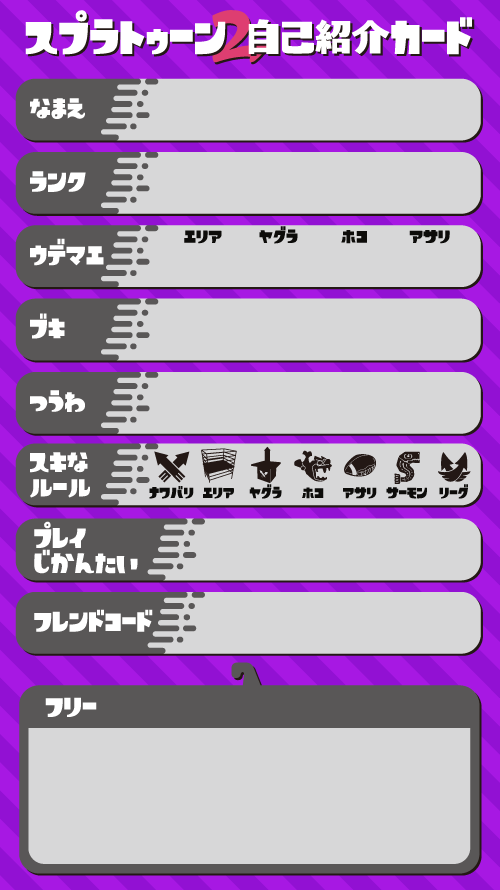 スプラトゥーン2自己紹介カード
なまえ
ランク
ウデマエ
エリア ヤグラ ホコ アサリ
ブキ
つうわ
スキな
ルール
ナワバリ エリア ヤグラ ホコ アサリ サーモン リーグ
プレイ
じかんたい
フレンドコード
フリー